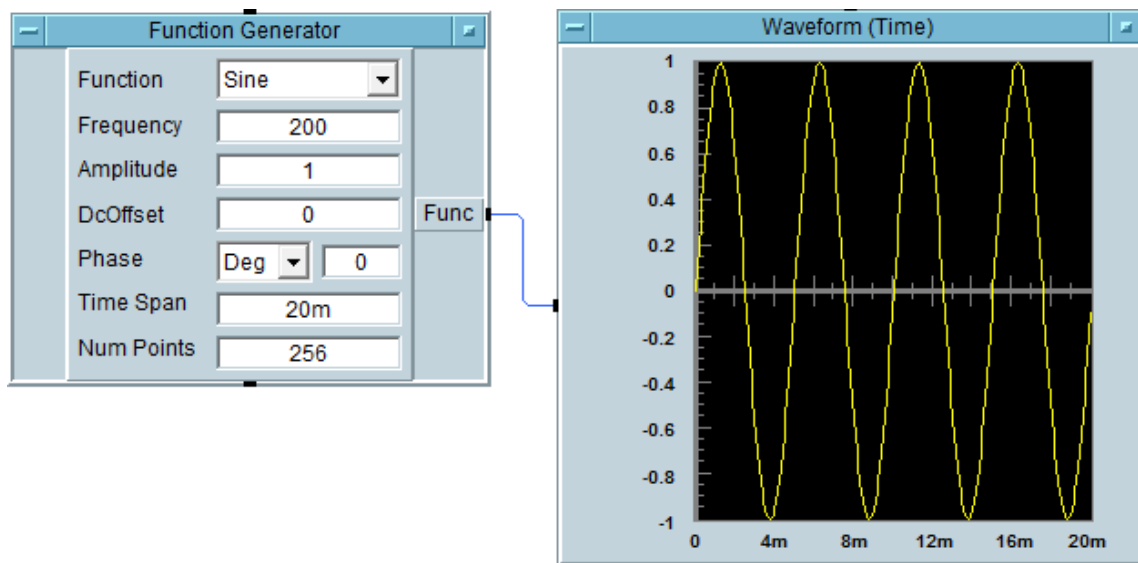 Function Generator
Function Sine
Frequency 200
Amplitude 1
DcOffset 0
Func
Phase Deg 0
Time Span 20m
Num Points 256
Waveform (Time)
1
0.8
0.6
0.4
0.2
0
-0.2
-0.4
-0.6
-0.8
-1
0 4m 8m 12m 16m 20m